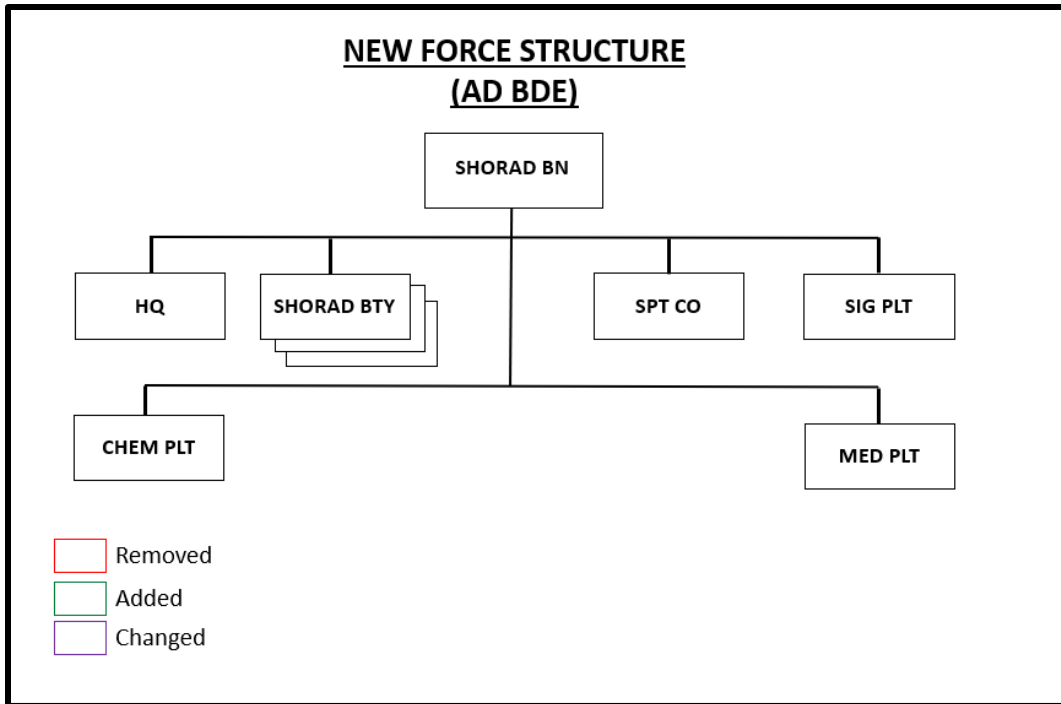 NEW FORCE STRUCTURE
(AD BDE)
SHORAD BN
HQ
SHORAD BTY
SPT CO
SIG PLT
CHEM PLT
MED PLT
Removed
Added
Changed